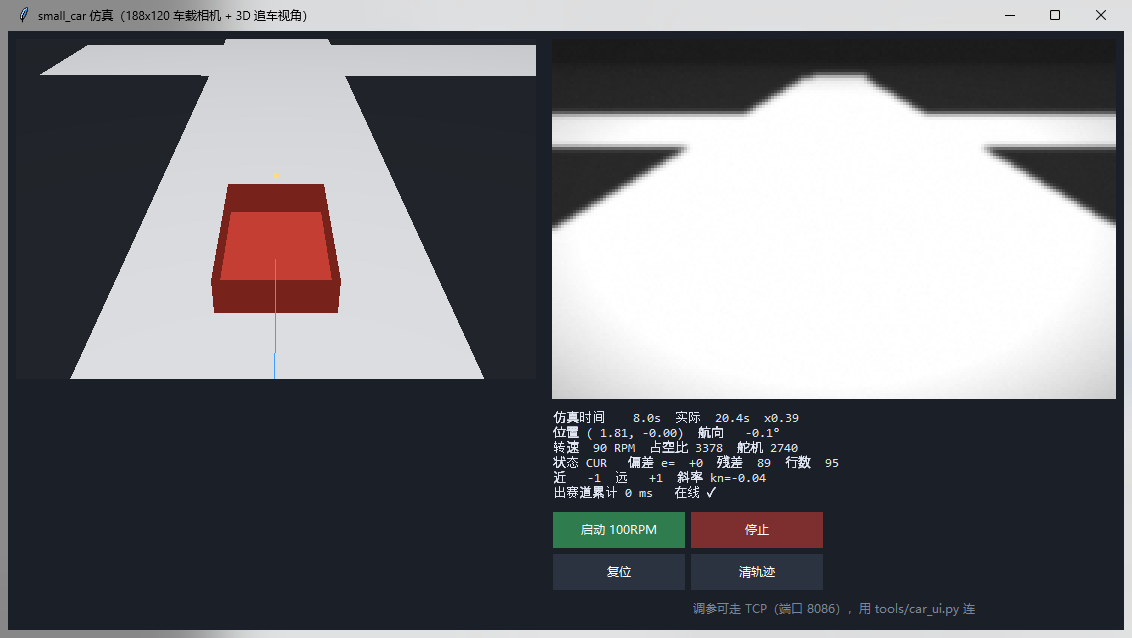 small_car 仿真（188x120 车载相机 + 3D 追车视角）
仿真时间 8.0s 实际 20.4s x0.39
位置 ( 1.81, -0.00) 航向 -0.1°
转速 90 RPM 占空比 3378 舵机 2740
状态 CUR 偏差 e= +0 残差 89 行数 95
近 -1 远 +1 斜率 kn=-0.04
出赛道累计 0 ms 在线 ✓
启动 100RPM 停止
复位 清轨迹
调参可走 TCP（端口 8086），用 tools/car_ui.py 连